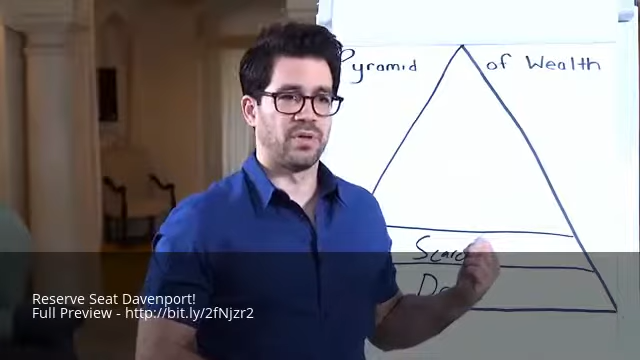 Pyramid of Wealth
Reserve Seat Davenport!
Full Preview - http://bit.ly/2fNjzr2